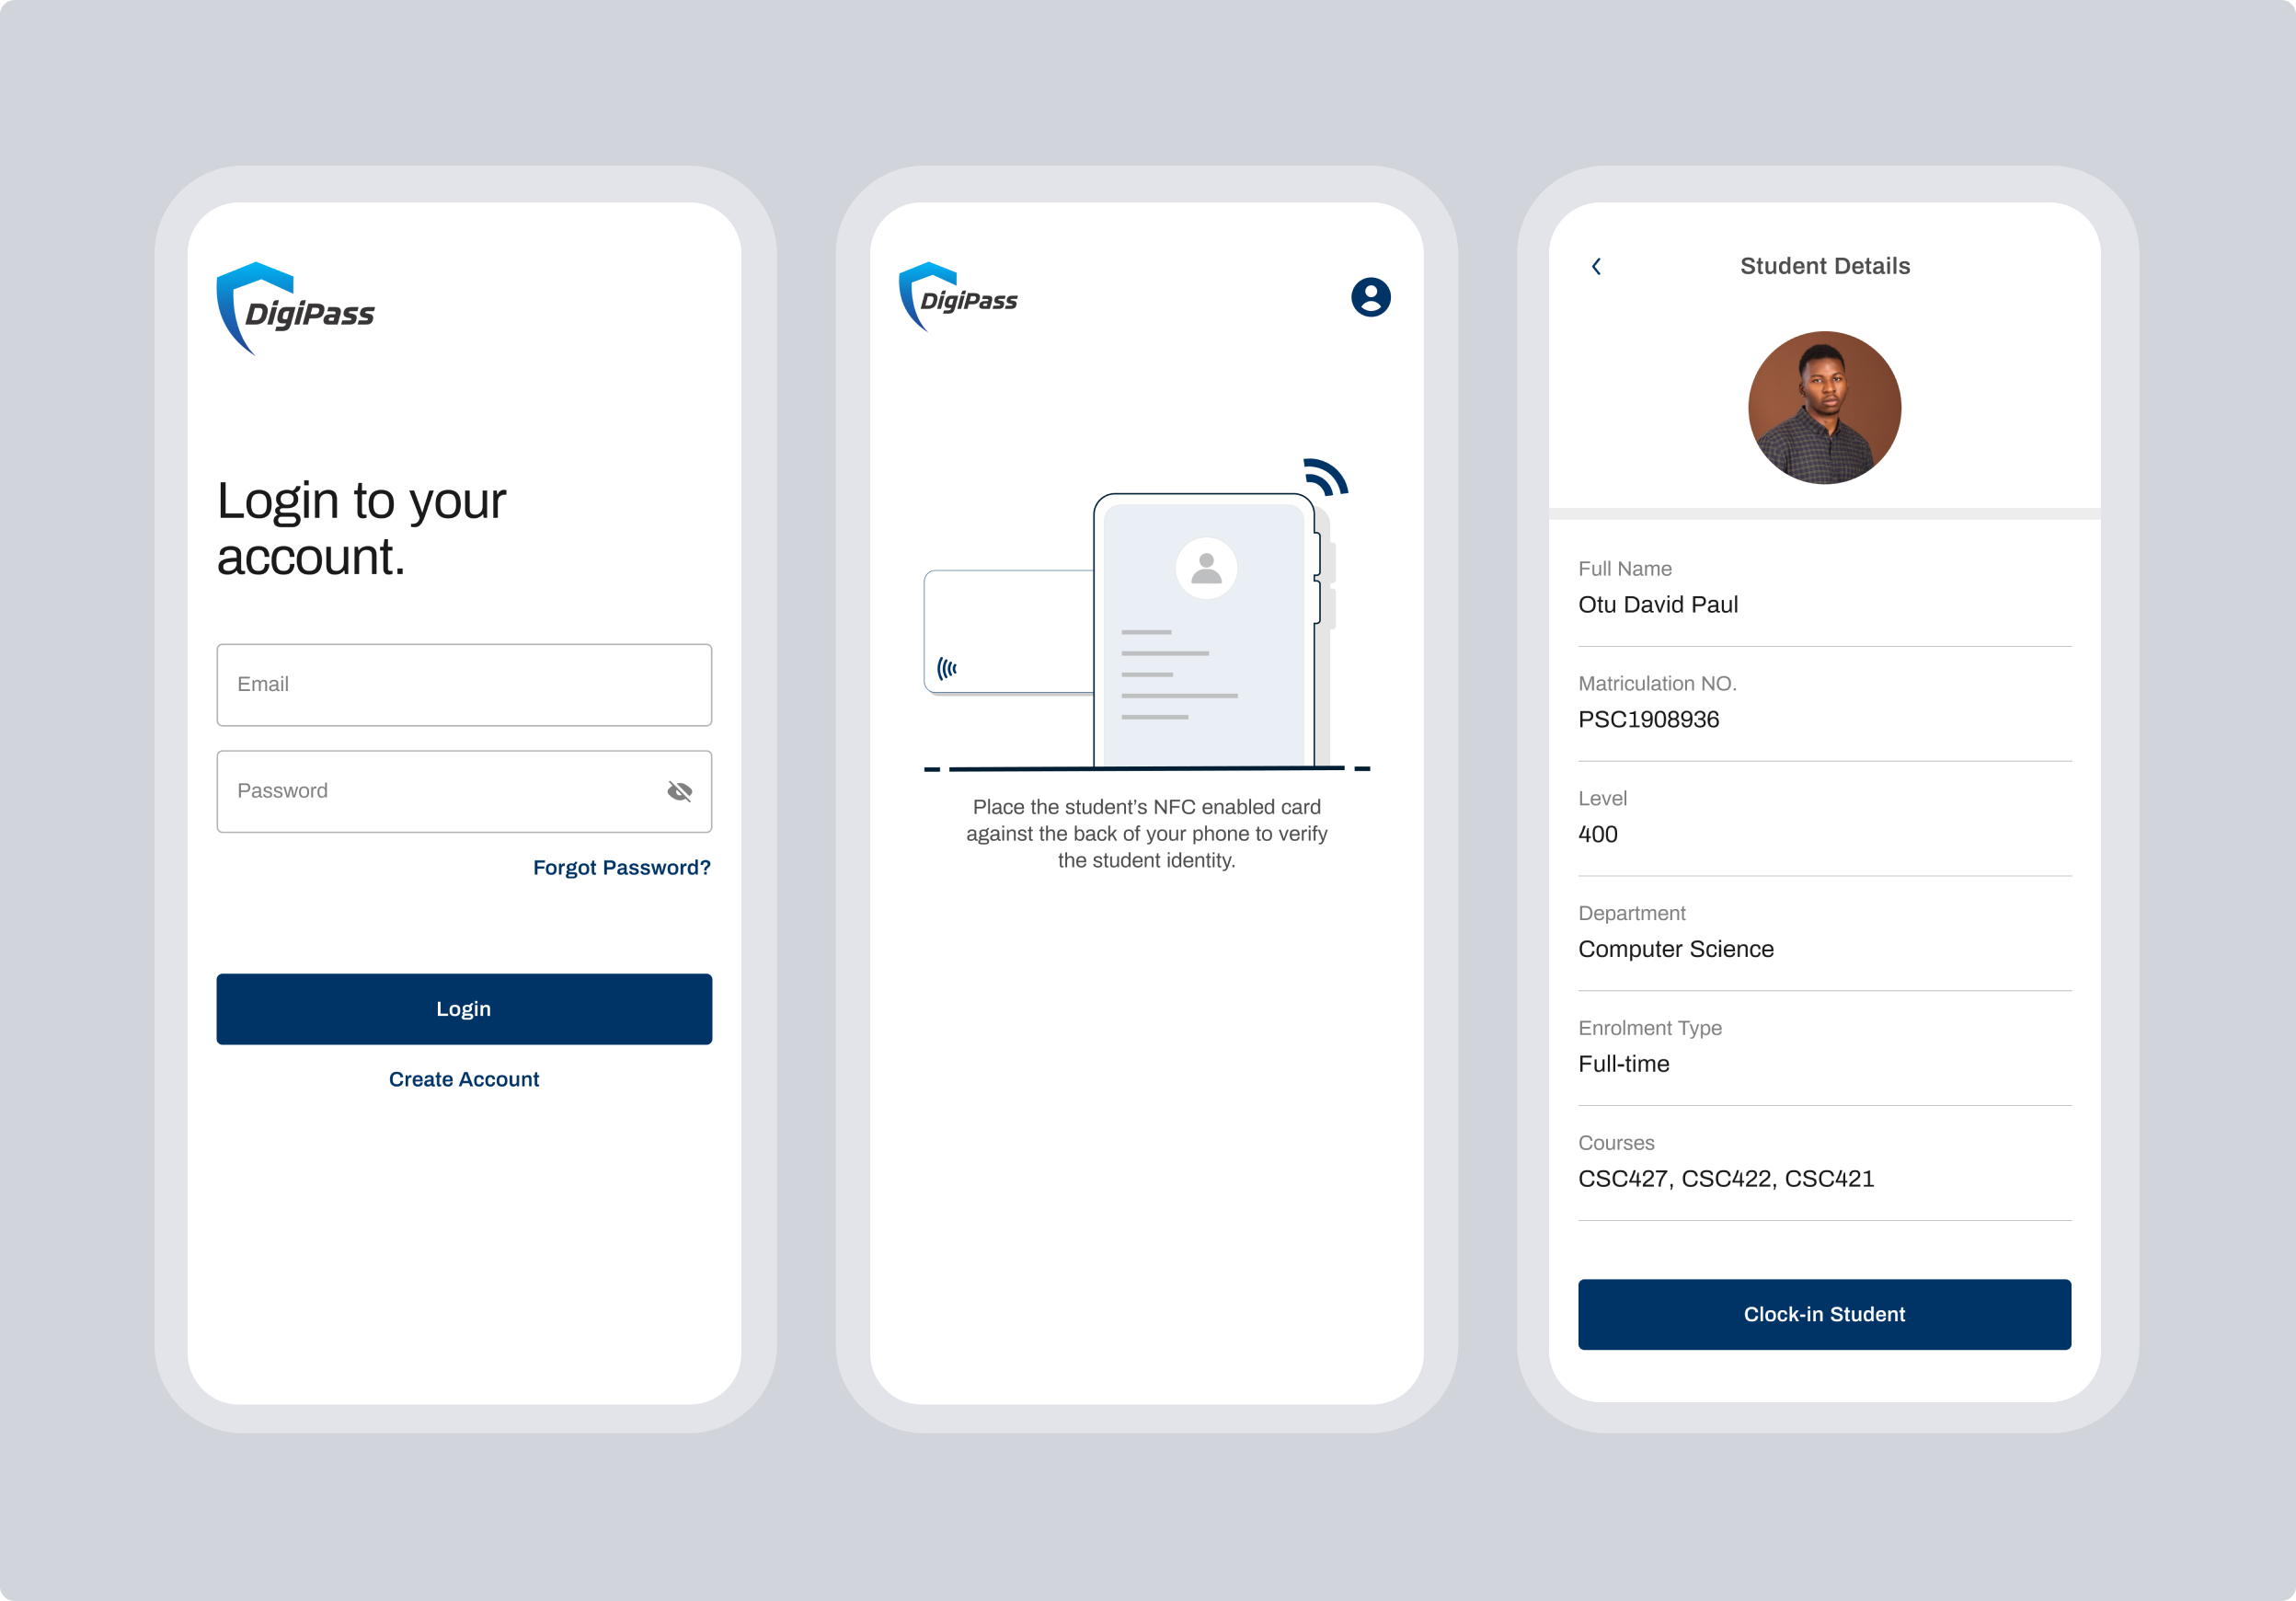 DigiPass
Login to your
account.
Email
Password
Forgot Password?
Login
Create Account
DigiPass
Place the student’s NFC enabled card
against the back of your phone to verify
the student identity.
Student Details
Full Name
Otu David Paul
Matriculation NO.
PSC1908936
Level
400
Department
Computer Science
Enrolment Type
Full-time
Courses
CSC427, CSC422, CSC421
Clock-in Student